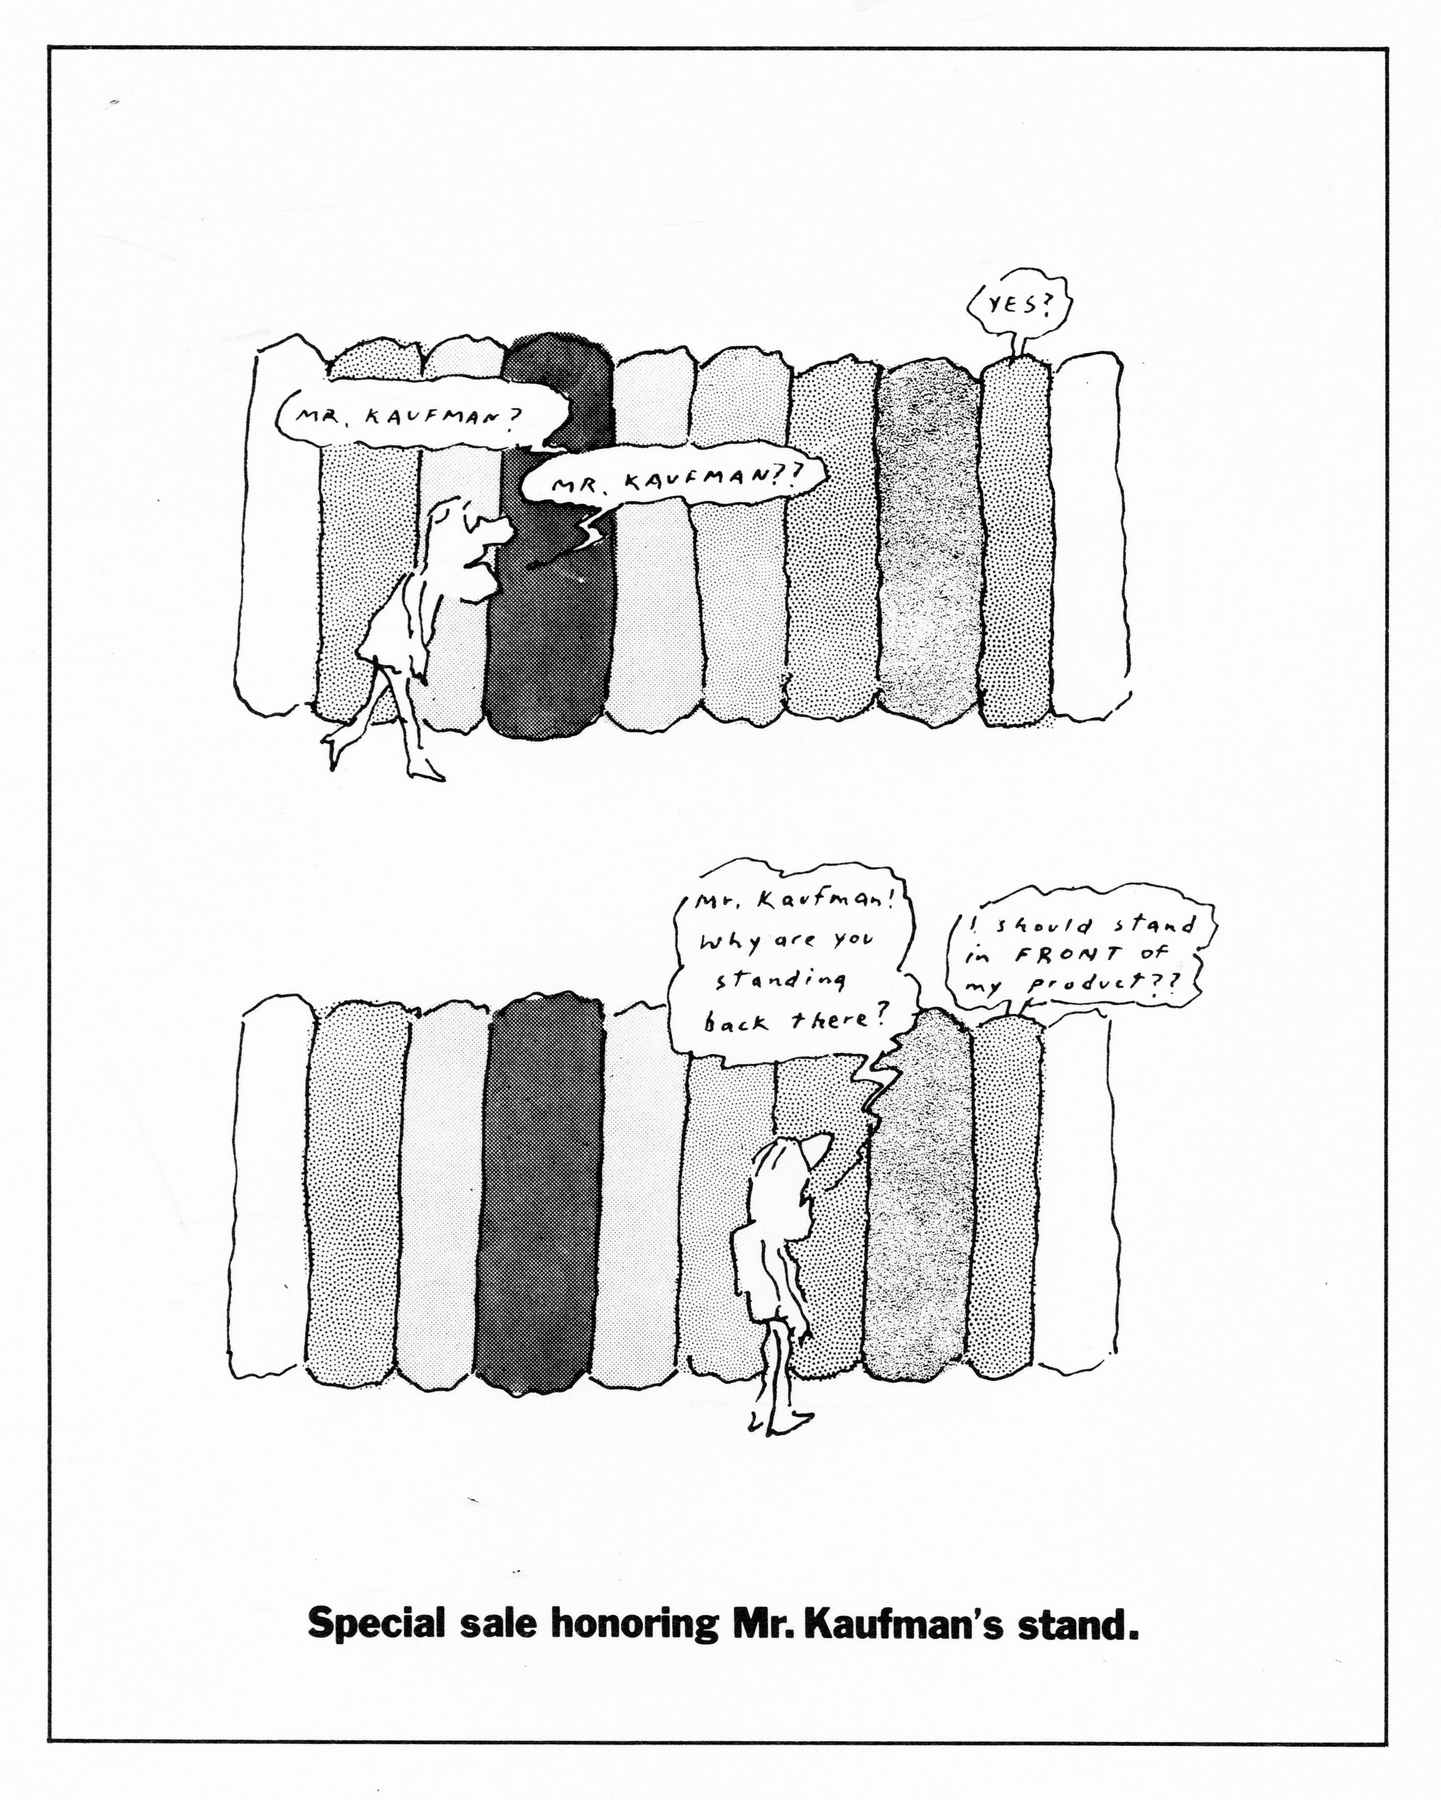 YES?
MR. KAUFMAN?
MR. KAUFMAN??
Mr. Kaufman!
Why are you
standing
back there?
I should stand
in FRONT of
my product??
Special sale honoring Mr. Kaufman's stand.